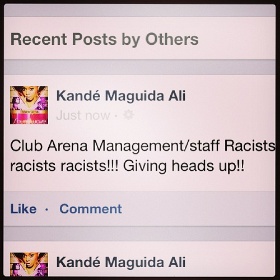 Recent Posts by Others
Kandé Maguida Ali
Just now ·
Club Arena Management/staff Racists
racists racists!!! Giving heads up!!
Like · Comment
Kandé Maguida Ali